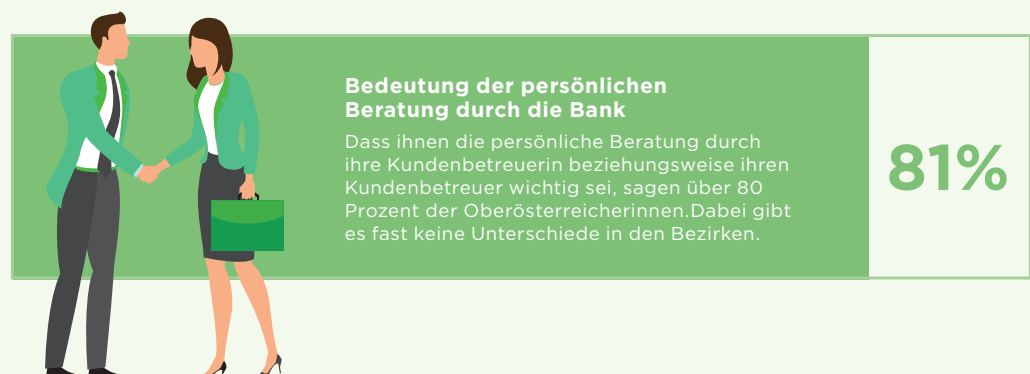 Bedeutung der persönlichen
Beratung durch die Bank
Dass ihnen die persönliche Beratung durch
ihre Kundenbetreuerin beziehungsweise ihren
Kundenbetreuer wichtig sei, sagen über 80
Prozent der Oberösterreicherinnen.Dabei gibt
es fast keine Unterschiede in den Bezirken.
81%